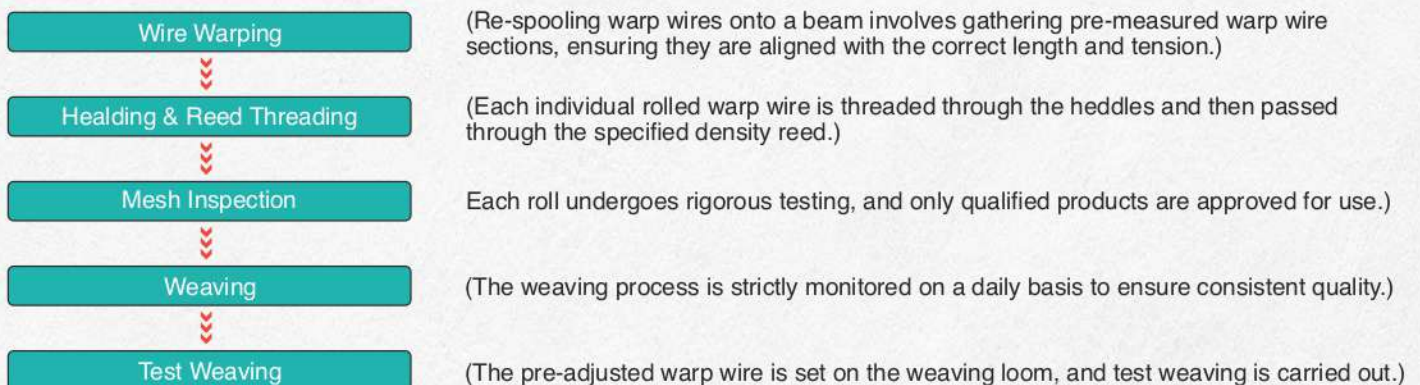 Wire Warping
(Re-spooling warp wires onto a beam involves gathering pre-measured warp wire
sections, ensuring they are aligned with the correct length and tension.)
Healding & Reed Threading
(Each individual rolled warp wire is threaded through the heddles and then passed
through the specified density reed.)
Mesh Inspection
Each roll undergoes rigorous testing, and only qualified products are approved for use.)
Weaving
(The weaving process is strictly monitored on a daily basis to ensure consistent quality.)
Test Weaving
(The pre-adjusted warp wire is set on the weaving loom, and test weaving is carried out.)